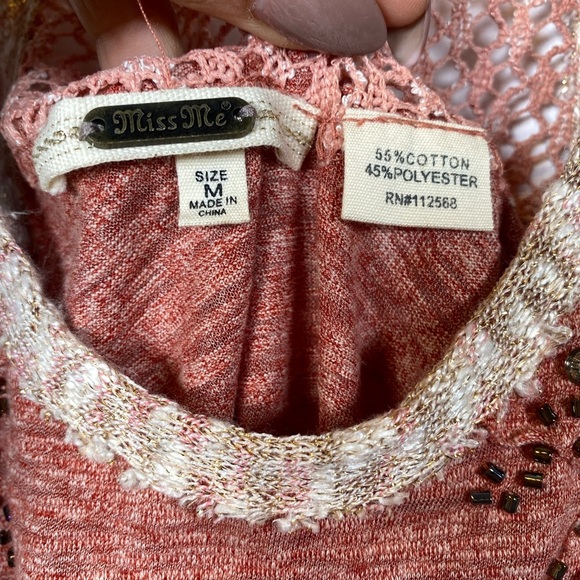 Miss Me®
SIZE
M
MADE IN
CHINA
55%COTTON
45%POLYESTER
RN#112568